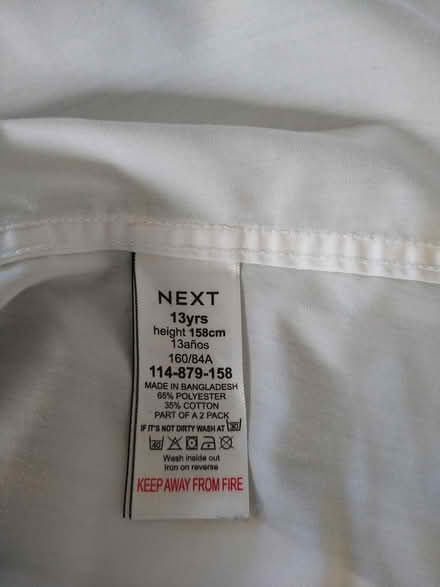 NEXT
13yrs
height 158cm
13años
160/84A
114-879-158
MADE IN BANGLADESH
65% POLYESTER
35% COTTON
PART OF A 2 PACK
IF IT'S NOT DIRTY WASH AT 30
40
Wash inside out
Iron on reverse
KEEP AWAY FROM FIRE